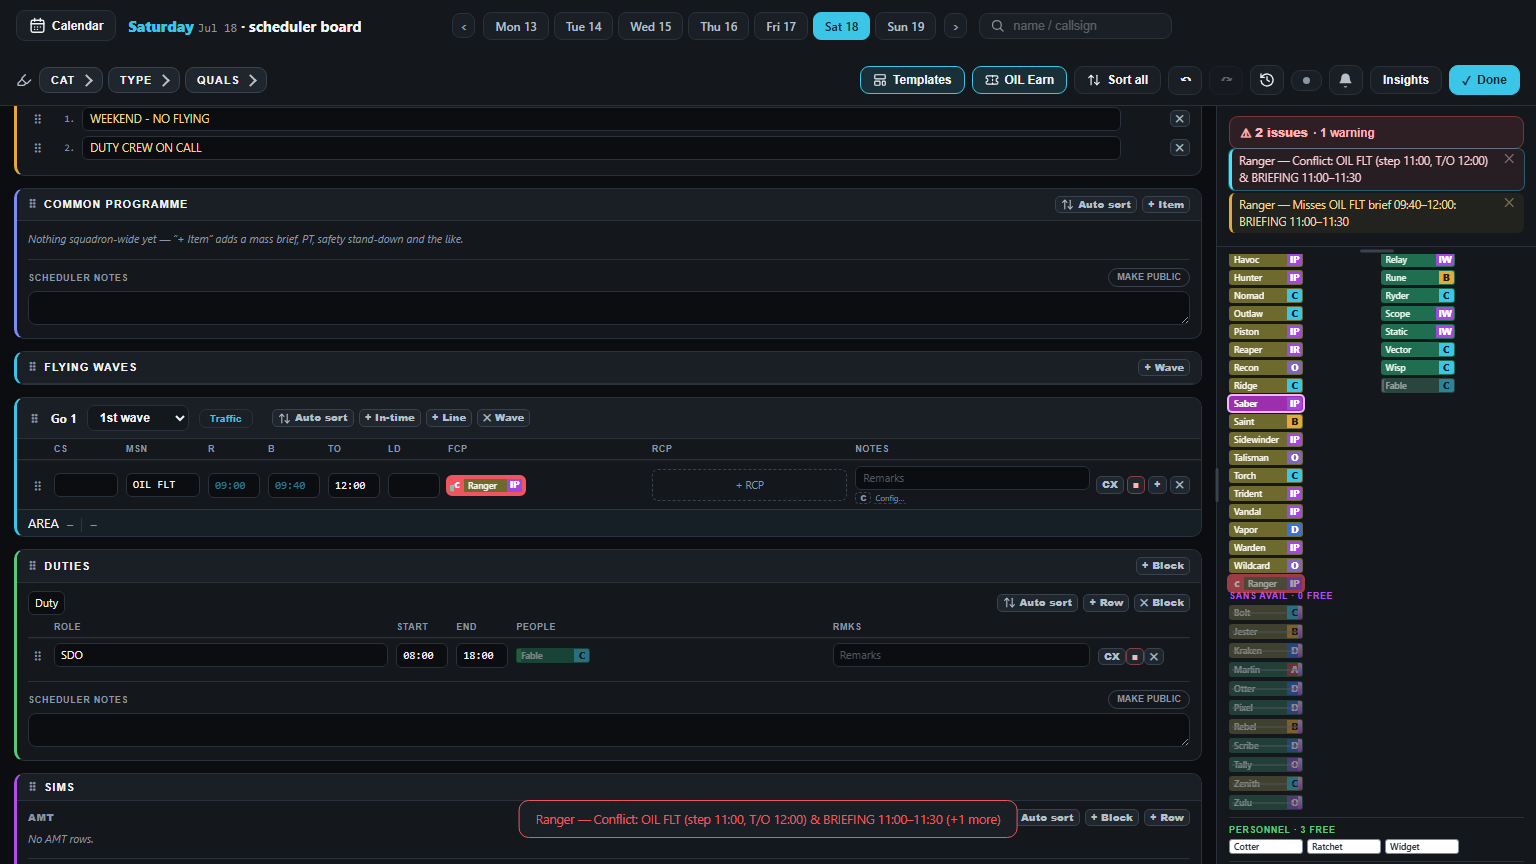 Calendar
Saturday Jul 18 · scheduler board
‹ Mon 13 Tue 14 Wed 15 Thu 16 Fri 17 Sat 18 Sun 19 ›
name / callsign
CAT TYPE QUALS
Templates OIL Earn Sort all Insights ✓ Done
1. WEEKEND - NO FLYING
2. DUTY CREW ON CALL
COMMON PROGRAMME
Auto sort + Item
Nothing squadron-wide yet — "+ Item" adds a mass brief, PT, safety stand-down and the like.
SCHEDULER NOTES
MAKE PUBLIC
FLYING WAVES
+ Wave
Go 1 1st wave Traffic Auto sort + In-time + Line ✕ Wave
CS MSN R B TO LD FCP RCP NOTES
OIL FLT 09:00 09:40 12:00 C Ranger IP + RCP Remarks CX ■ + ✕
C Config...
AREA – –
DUTIES
+ Block
Duty
Auto sort + Row ✕ Block
ROLE START END PEOPLE RMKS
SDO 08:00 18:00 Fable C Remarks CX ■ ✕
SCHEDULER NOTES
MAKE PUBLIC
SIMS
AMT
Auto sort + Block + Row
No AMT rows.
Ranger — Conflict: OIL FLT (step 11:00, T/O 12:00) & BRIEFING 11:00–11:30 (+1 more)
⚠ 2 issues · 1 warning
Ranger — Conflict: OIL FLT (step 11:00, T/O 12:00)
& BRIEFING 11:00–11:30
Ranger — Misses OIL FLT brief 09:40–12:00:
BRIEFING 11:00–11:30
Havoc IP Relay IW
Hunter IP Rune B
Nomad C Ryder C
Outlaw C Scope IW
Piston IP Static IW
Reaper IR Vector C
Recon O Wisp C
Ridge C Fable C
Saber IP
Saint B
Sidewinder IP
Talisman O
Torch C
Trident IP
Vandal IP
Vapor D
Warden IP
Wildcard O
C Ranger IP
SANS AVAIL · 0 FREE
Bolt C
Jester B
Kraken D
Martin A
Otter D
Pixel D
Rebel B
Scribe D
Tally O
Zenith C
Zulu O
PERSONNEL · 3 FREE
Cotter Ratchet Widget